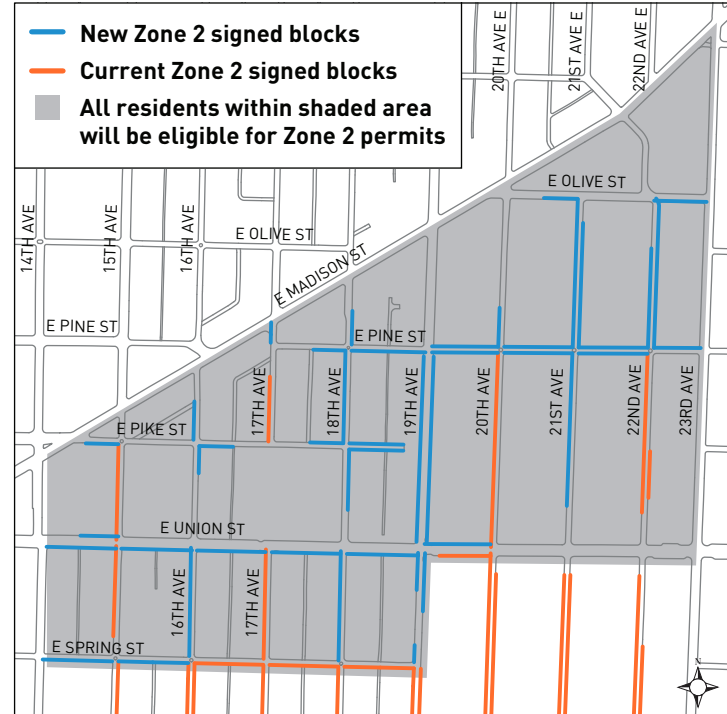 New Zone 2 signed blocks
Current Zone 2 signed blocks
All residents within shaded area
will be eligible for Zone 2 permits
20TH AVE E
21ST AVE E
22ND AVE E
E OLIVE ST
14TH AVE
15TH AVE
16TH AVE
E OLIVE ST
E MADISON ST
E PINE ST
E PINE ST
17TH AVE
18TH AVE
19TH AVE
20TH AVE
21ST AVE
22ND AVE
23RD AVE
E PIKE ST
E UNION ST
16TH AVE
17TH AVE
E SPRING ST
N